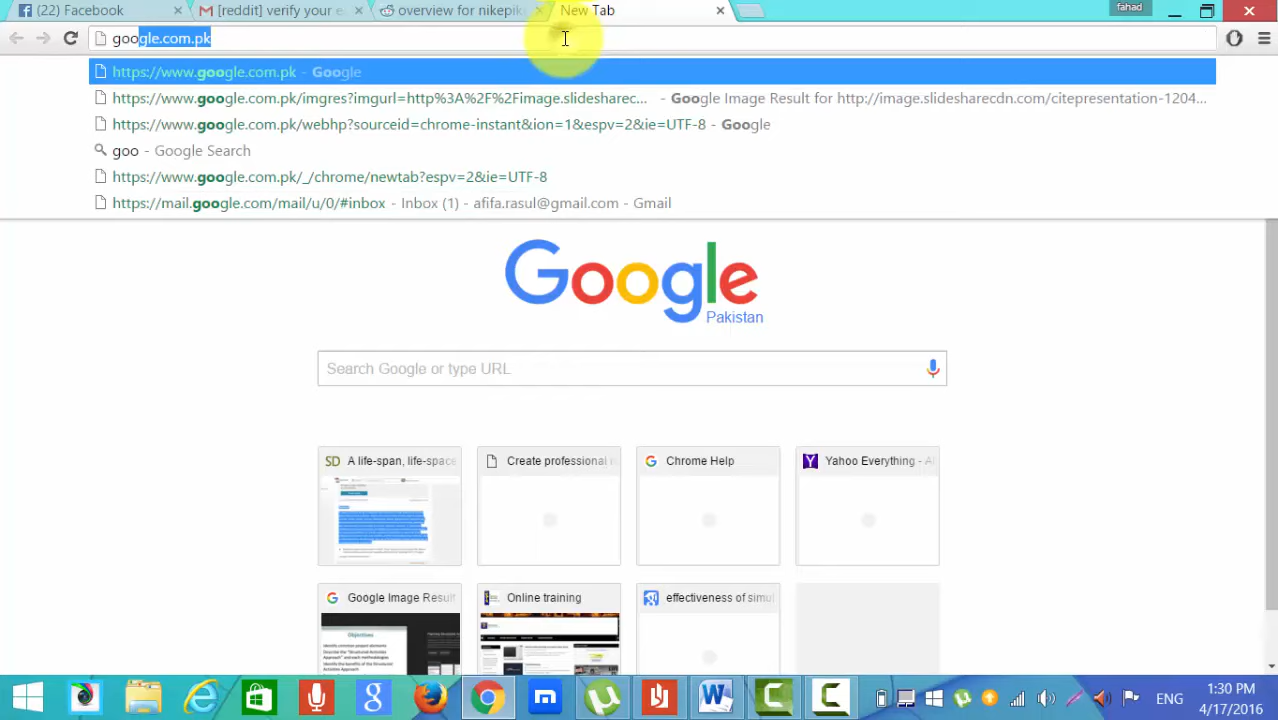 (22) Facebook
[reddit] verify your e
overview for nikepik
New Tab
fahad
google.com.pk
https://www.google.com.pk - Google
https://www.google.com.pk/imgres?imgurl=http%3A%2F%2Fimage.slidesharec... - Google Image Result for http://image.slidesharecdn.com/citepresentation-1204...
https://www.google.com.pk/webhp?sourceid=chrome-instant&ion=1&espv=2&ie=UTF-8 - Google
goo - Google Search
https://www.google.com.pk/_/chrome/newtab?espv=2&ie=UTF-8
https://mail.google.com/mail/u/0/#inbox - Inbox (1) - afifa.rasul@gmail.com - Gmail
Google
Pakistan
Search Google or type URL
SD A life-span, life-space
Create professional
Chrome Help
Yahoo Everything -
Google Image Result
Online training
effectiveness of simul
Objectives
ENG
1:30 PM
4/17/2016